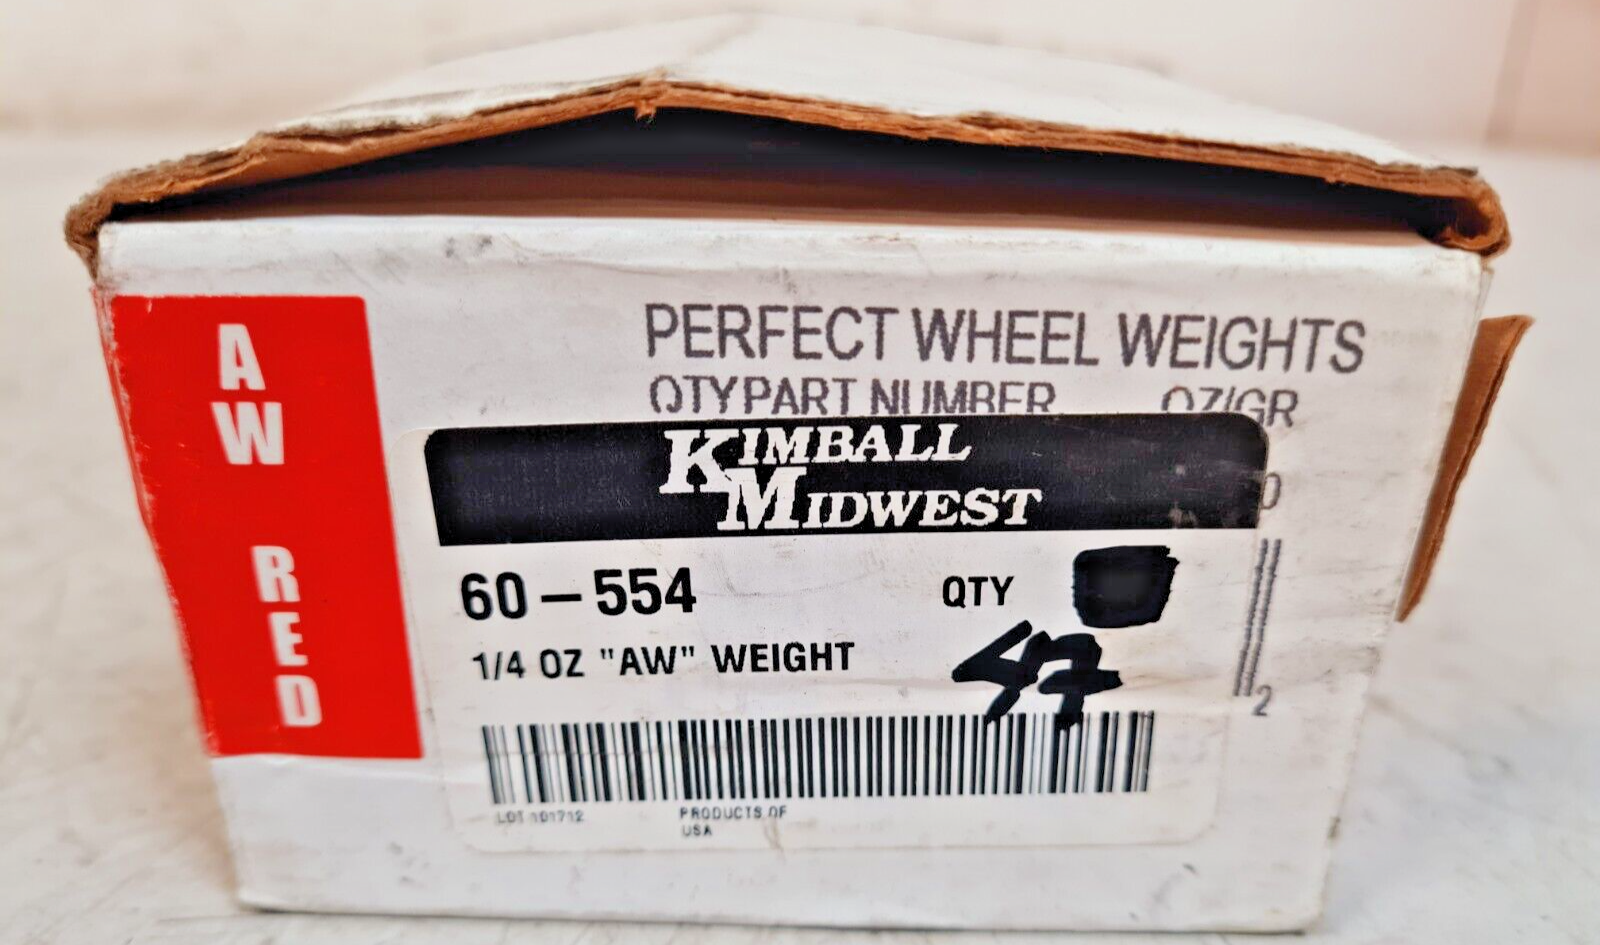 AW RED
PERFECT WHEEL WEIGHTS
QTY PART NUMBER OZ/GR
KIMBALL
MIDWEST
60-554 QTY
47
1/4 OZ "AW" WEIGHT
2
LOT 101712 PRODUCTS OF
USA